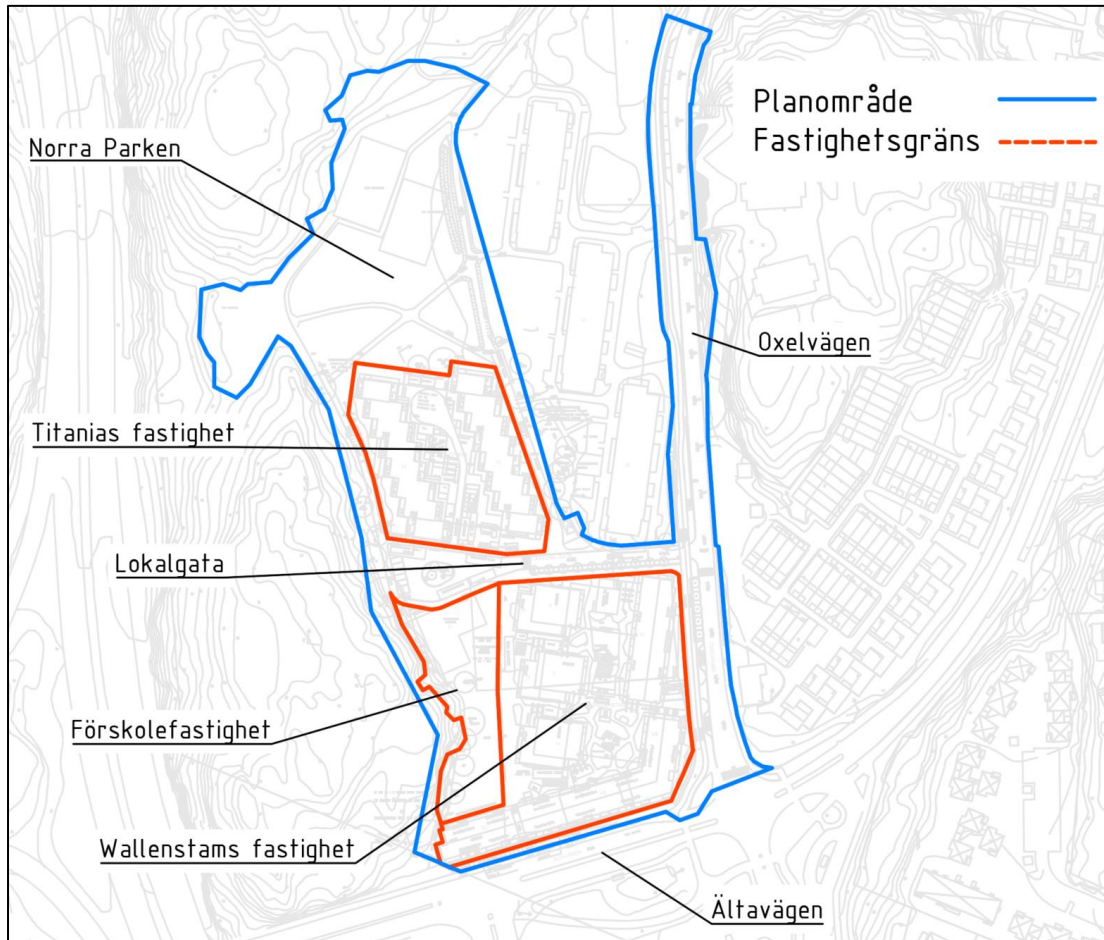 Planområde
Fastighetsgräns
Norra Parken
Oxelvägen
Titanias fastighet
Lokalgata
Förskolefastighet
Wallenstams fastighet
Ältavägen